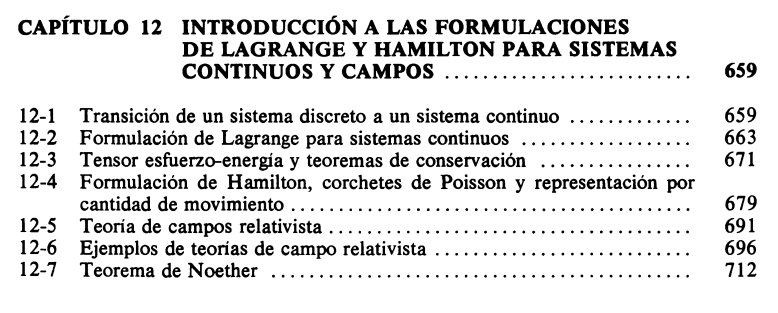 CAPÍTULO 12 INTRODUCCIÓN A LAS FORMULACIONES
DE LAGRANGE Y HAMILTON PARA SISTEMAS
CONTINUOS Y CAMPOS .......................... 659
12-1 Transición de un sistema discreto a un sistema continuo ............. 659
12-2 Formulación de Lagrange para sistemas continuos .................. 663
12-3 Tensor esfuerzo-energía y teoremas de conservación ................ 671
12-4 Formulación de Hamilton, corchetes de Poisson y representación por
cantidad de movimiento .......................................... 679
12-5 Teoría de campos relativista ...................................... 691
12-6 Ejemplos de teorías de campo relativista ........................... 696
12-7 Teorema de Noether ............................................ 712